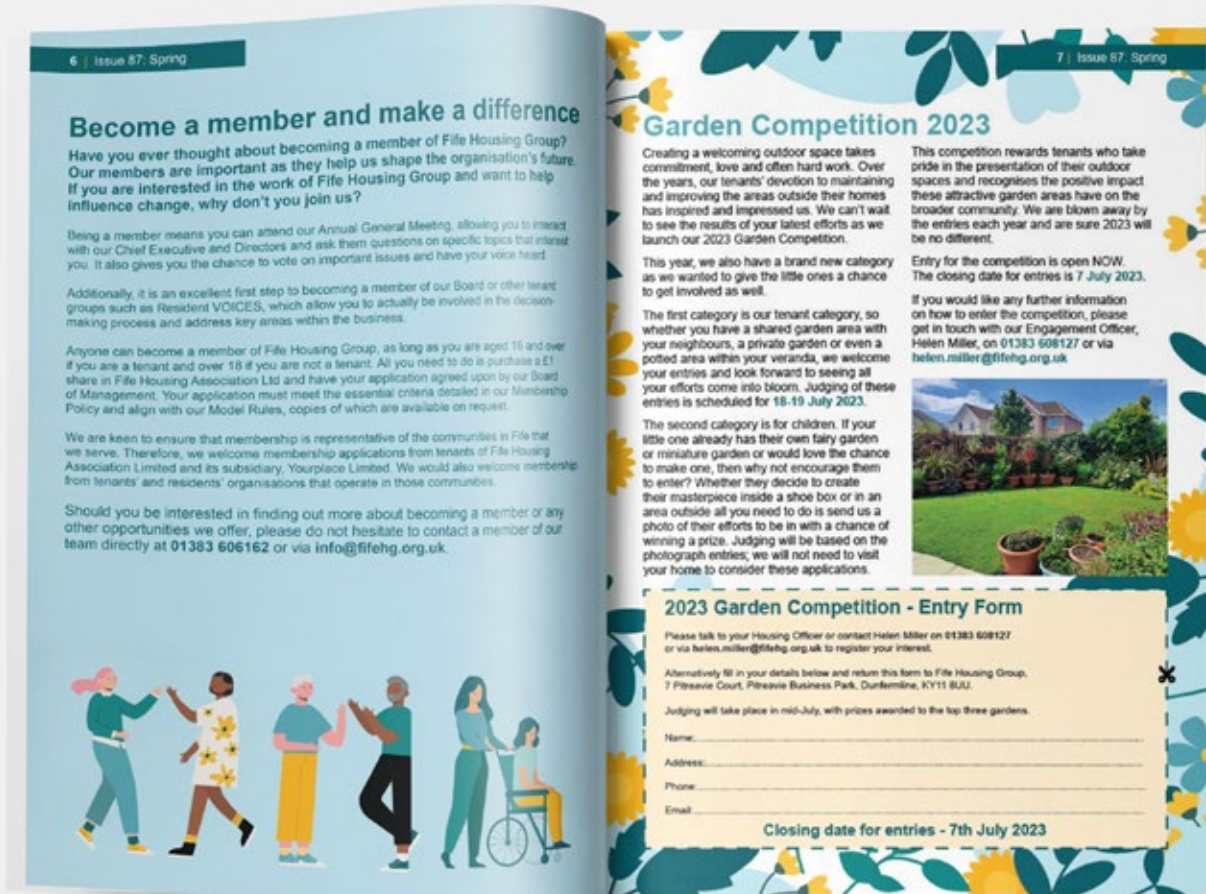 6 | Issue 87: Spring
Become a member and make a difference
Have you ever thought about becoming a member of Fife Housing Group?
Our members are important as they help us shape the organisation's future.
If you are interested in the work of Fife Housing Group and want to help
influence change, why don't you join us?
Being a member means you can attend our Annual General Meeting, allowing you to interact
with our Chief Executive and Directors and ask them questions on specific topics that interest
you. It also gives you the chance to vote on important issues and have your voice heard.
Additionally, it is an excellent first step to becoming a member of our Board or other tenant
groups such as Resident VOICES, which allow you to actually be involved in the decision-
making process and address key areas within the business.
Anyone can become a member of Fife Housing Group, as long as you are aged 16 and over
if you are a tenant and over 18 if you are not a tenant. All you need to do is purchase a £1
share in Fife Housing Association Ltd and have your application agreed upon by our Board
of Management. Your application must meet the essential criteria detailed in our Membership
Policy and align with our Model Rules, copies of which are available on request.
We are keen to ensure that membership is representative of the communities in Fife that
we serve. Therefore, we welcome membership applications from tenants of Fife Housing
Association Limited and its subsidiary, Yourplace Limited. We would also welcome membership
from tenants' and residents' organisations that operate in those communities.
Should you be interested in finding out more about becoming a member or any
other opportunities we offer, please do not hesitate to contact a member of our
team directly at 01383 606162 or via info@fifehg.org.uk.
7 | Issue 87: Spring
Garden Competition 2023
Creating a welcoming outdoor space takes
commitment, love and often hard work. Over
the years, our tenants' devotion to maintaining
and improving the areas outside their homes
has inspired and impressed us. We can't wait
to see the results of your latest efforts as we
launch our 2023 Garden Competition.
This year, we also have a brand new category
as we wanted to give the little ones a chance
to get involved as well.
The first category is our tenant category, so
whether you have a shared garden area with
your neighbours, a private garden or even a
potted area within your veranda, we welcome
your entries and look forward to seeing all
your efforts come into bloom. Judging of these
entries is scheduled for 18-19 July 2023.
The second category is for children. If your
little one already has their own fairy garden
or miniature garden or would love the chance
to make one, then why not encourage them
to enter? Whether they decide to create
their masterpiece inside a shoe box or in an
area outside all you need to do is send us a
photo of their efforts to be in with a chance of
winning a prize. Judging will be based on the
photograph entries; we will not need to visit
your home to consider these applications.
This competition rewards tenants who take
pride in the presentation of their outdoor
spaces and recognises the positive impact
these attractive garden areas have on the
broader community. We are blown away by
the entries each year and are sure 2023 will
be no different.
Entry for the competition is open NOW.
The closing date for entries is 7 July 2023.
If you would like any further information
on how to enter the competition, please
get in touch with our Engagement Officer,
Helen Miller, on 01383 608127 or via
helen.miller@fifehg.org.uk
2023 Garden Competition - Entry Form
Please talk to your Housing Officer or contact Helen Miller on 01383 608127
or via helen.miller@fifehg.org.uk to register your interest.
Alternatively fill in your details below and return this form to Fife Housing Group,
7 Pitreavie Court, Pitreavie Business Park, Dunfermline, KY11 8UU.
Judging will take place in mid-July, with prizes awarded to the top three gardens.
Name:
Address:
Phone:
Email:
Closing date for entries - 7th July 2023